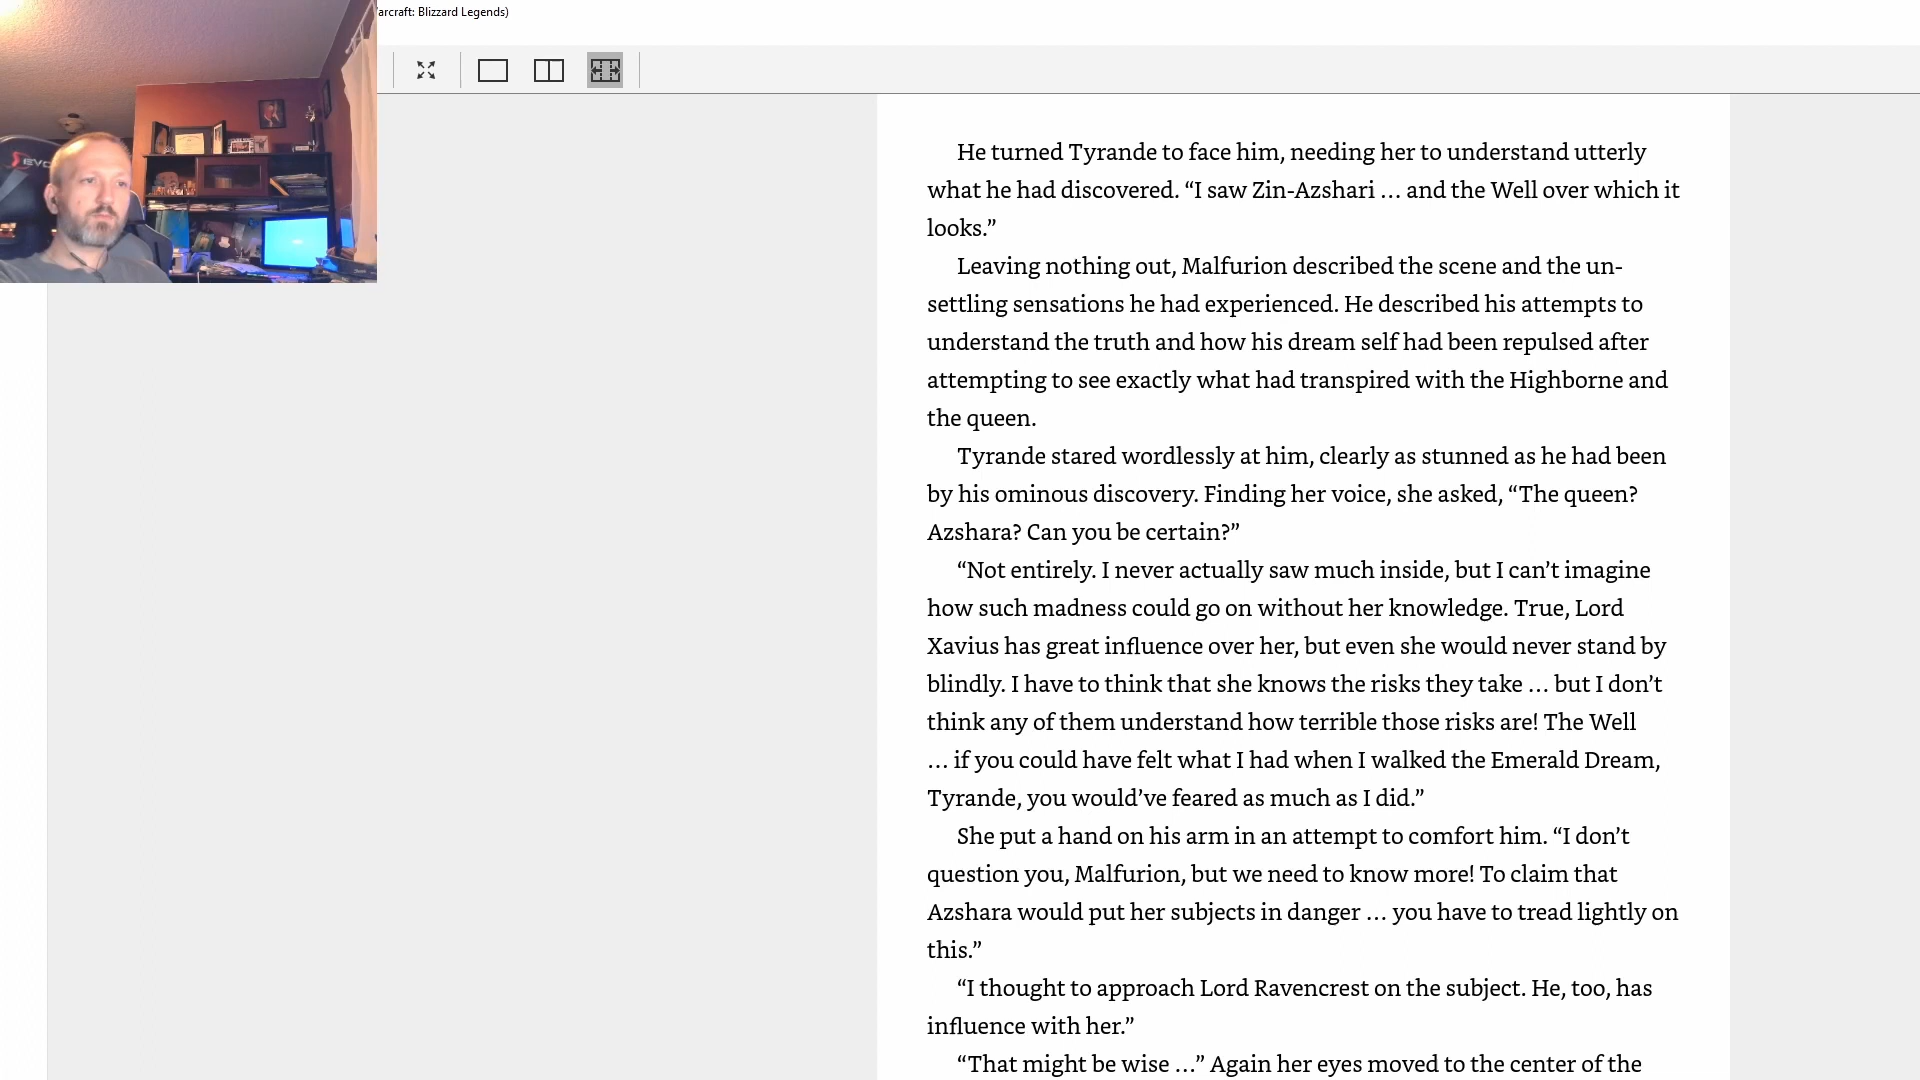 arcraft: Blizzard Legends)
He turned Tyrande to face him, needing her to understand utterly
what he had discovered. “I saw Zin-Azshari … and the Well over which it
looks.”
Leaving nothing out, Malfurion described the scene and the un-
settling sensations he had experienced. He described his attempts to
understand the truth and how his dream self had been repulsed after
attempting to see exactly what had transpired with the Highborne and
the queen.
Tyrande stared wordlessly at him, clearly as stunned as he had been
by his ominous discovery. Finding her voice, she asked, “The queen?
Azshara? Can you be certain?”
“Not entirely. I never actually saw much inside, but I can’t imagine
how such madness could go on without her knowledge. True, Lord
Xavius has great influence over her, but even she would never stand by
blindly. I have to think that she knows the risks they take … but I don’t
think any of them understand how terrible those risks are! The Well
… if you could have felt what I had when I walked the Emerald Dream,
Tyrande, you would’ve feared as much as I did.”
She put a hand on his arm in an attempt to comfort him. “I don’t
question you, Malfurion, but we need to know more! To claim that
Azshara would put her subjects in danger … you have to tread lightly on
this.”
“I thought to approach Lord Ravencrest on the subject. He, too, has
influence with her.”
“That might be wise …” Again her eyes moved to the center of the